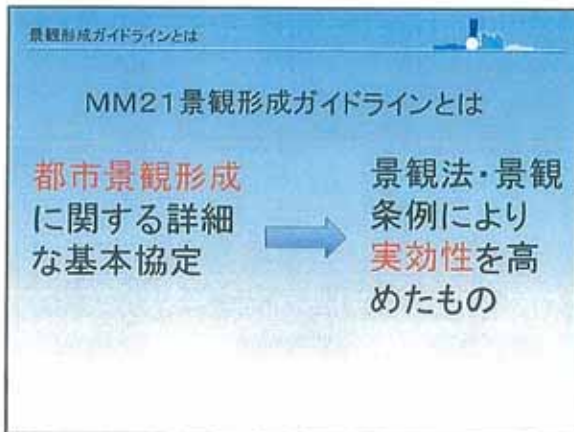 景観形成ガイドラインとは
MM21景観形成ガイドラインとは
都市景観形成
に関する詳細
な基本協定
景観法・景観
条例により
実効性を高
めたもの